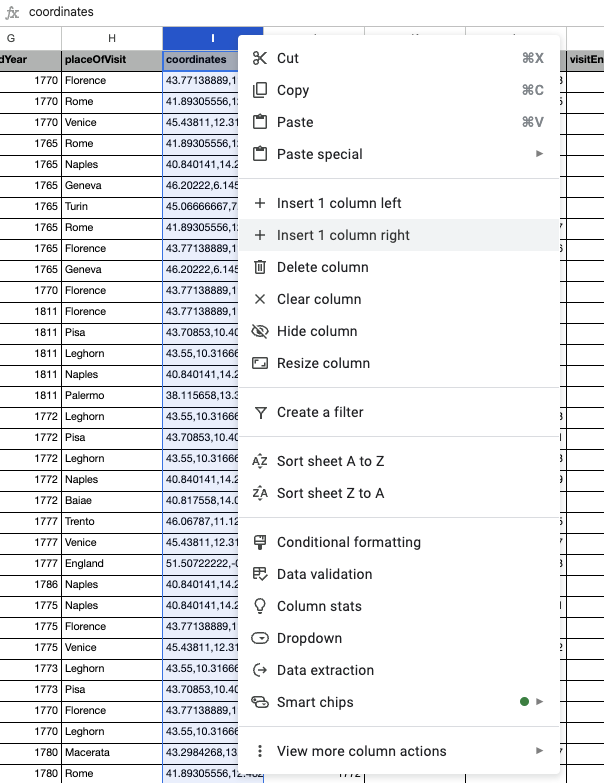 fx coordinates
G H I
dYear placeOfVisit coordinates visitEn
1770 Florence 43.77138889,1
1770 Rome 41.89305556,1
1770 Venice 45.43811,12.31
1765 Rome 41.89305556,1
1765 Naples 40.840141,14.2
1765 Geneva 46.20222,6.145
1765 Turin 45.06666667,7
1765 Rome 41.89305556,1
1765 Florence 43.77138889,1
1765 Geneva 46.20222,6.145
1770 Florence 43.77138889,1
1811 Florence 43.77138889,1
1811 Pisa 43.70853,10.40
1811 Leghorn 43.55,10.31666
1811 Naples 40.840141,14.2
1811 Palermo 38.115658,13.3
1772 Leghorn 43.55,10.31666
1772 Pisa 43.70853,10.40
1772 Leghorn 43.55,10.31666
1772 Naples 40.840141,14.2
1772 Baiae 40.817558,14.0
1777 Trento 46.06787,11.12
1777 Venice 45.43811,12.31
1777 England 51.50722222,-0
1786 Naples 40.840141,14.2
1775 Naples 40.840141,14.2
1775 Florence 43.77138889,1
1775 Venice 45.43811,12.31
1773 Leghorn 43.55,10.31666
1773 Pisa 43.70853,10.40
1770 Florence 43.77138889,1
1770 Leghorn 43.55,10.31666
1780 Macerata 43.2984268,13
1780 Rome 41.89305556,12.482 1772
Cut ⌘X
Copy ⌘C
Paste ⌘V
Paste special
Insert 1 column left
Insert 1 column right
Delete column
Clear column
Hide column
Resize column
Create a filter
Sort sheet A to Z
Sort sheet Z to A
Conditional formatting
Data validation
Column stats
Dropdown
Data extraction
Smart chips
View more column actions